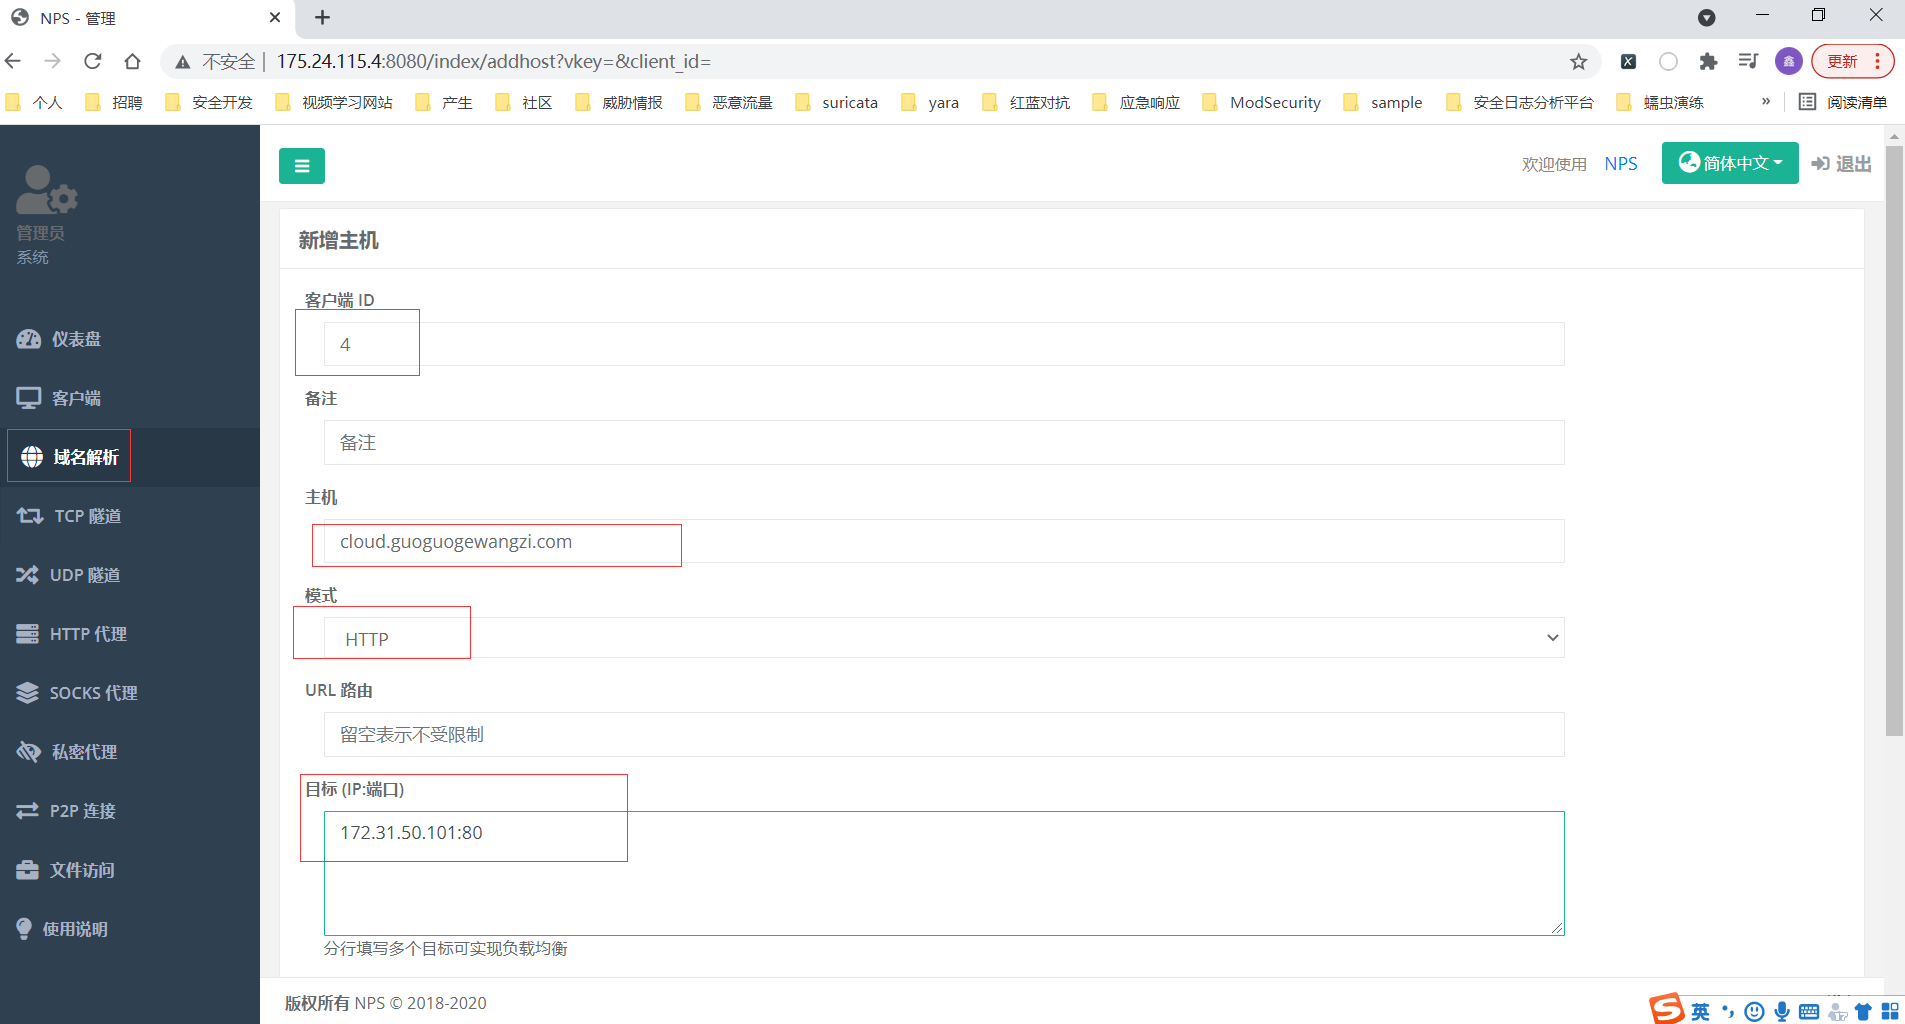 NPS - 管理
不安全 | 175.24.115.4:8080/index/addhost?vkey=&client_id=
鑫
更新
个人 招聘 安全开发 视频学习网站 产生 社区 威胁情报 恶意流量 suricata yara 红蓝对抗 应急响应 ModSecurity sample 安全日志分析平台 蠕虫演练 » 阅读清单
欢迎使用 NPS 简体中文 退出
管理员
系统
仪表盘
客户端
域名解析
TCP 隧道
UDP 隧道
HTTP 代理
SOCKS 代理
私密代理
P2P 连接
文件访问
使用说明
新增主机
客户端 ID
4
备注
备注
主机
cloud.guoguogewangzi.com
模式
HTTP
URL 路由
留空表示不受限制
目标 (IP:端口)
172.31.50.101:80
分行填写多个目标可实现负载均衡
版权所有 NPS © 2018-2020
英